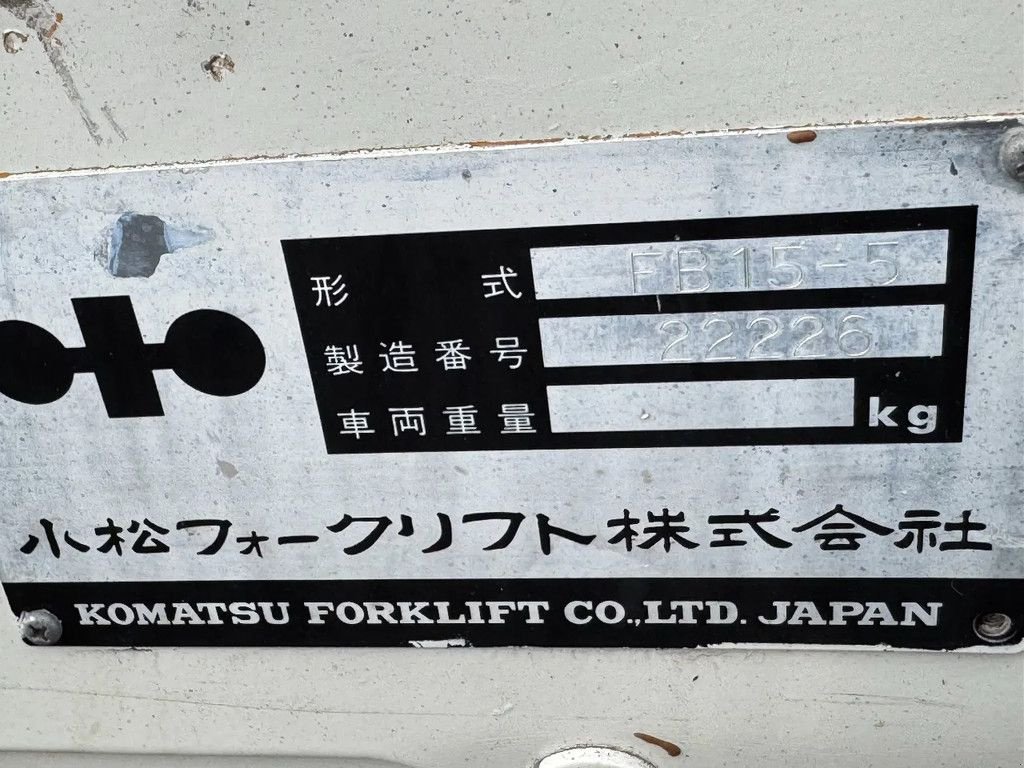 形式 FB15-5
製造番号 22226
車両重量 kg
小松フォークリフト株式会社
KOMATSU FORKLIFT CO.,LTD. JAPAN